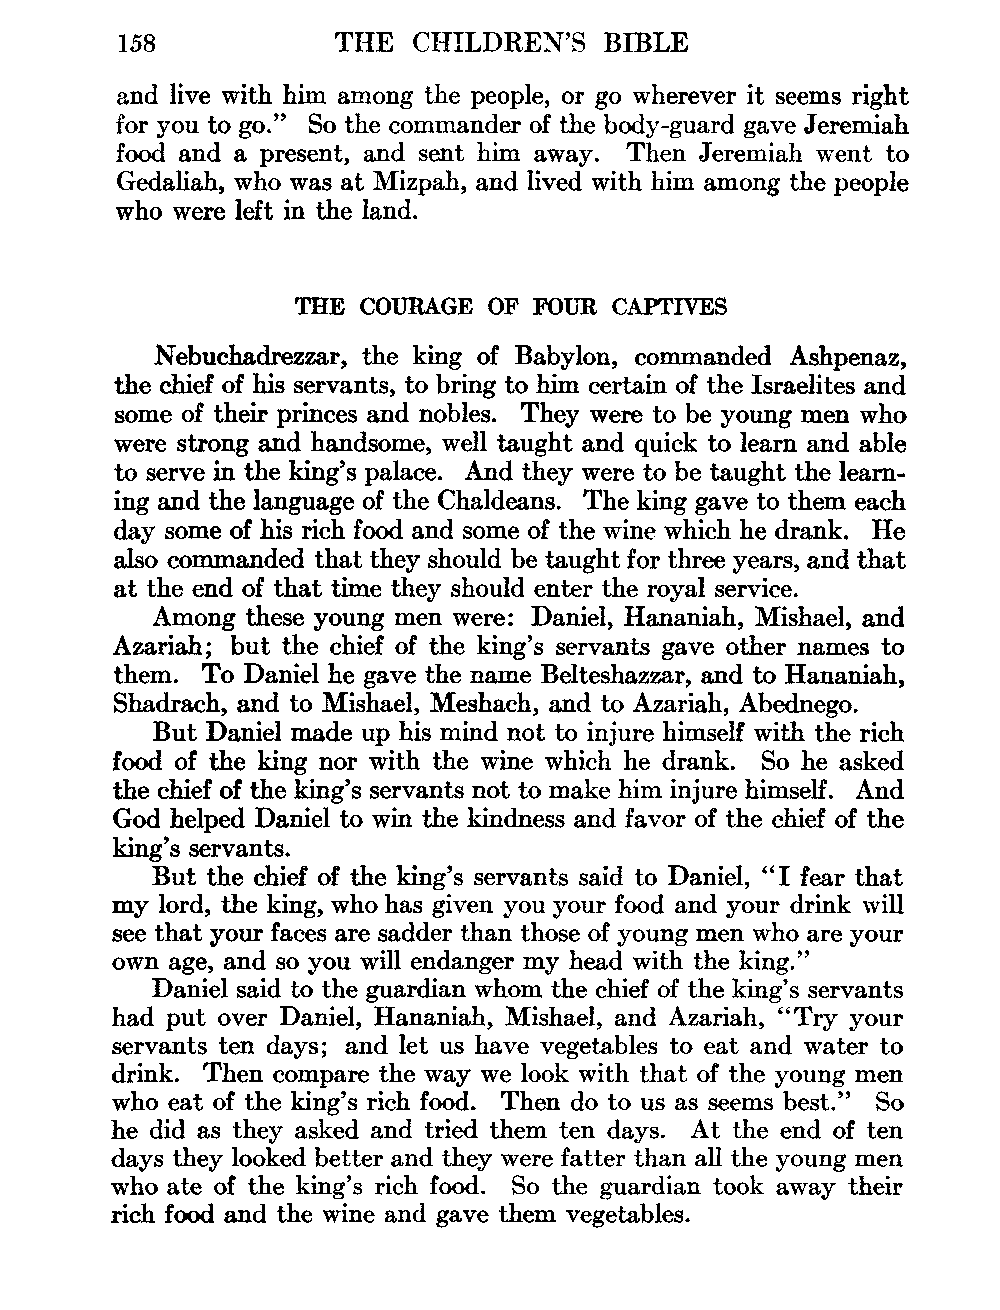 158 THE CHILDREN'S BIBLE
and live with him among the people, or go wherever it seems right
for you to go." So the commander of the body-guard gave Jeremiah
food and a present, and sent him away. Then Jeremiah went to
Gedaliah, who was at Mizpah, and lived with him among the people
who were left in the land.
THE COURAGE OF FOUR CAPTIVES
Nebuchadrezzar, the king of Babylon, commanded Ashpenaz,
the chief of his servants, to bring to him certain of the Israelites and
some of their princes and nobles. They were to be young men who
were strong and handsome, well taught and quick to learn and able
to serve in the king's palace. And they were to be taught the learn-
ing and the language of the Chaldeans. The king gave to them each
day some of his rich food and some of the wine which he drank. He
also commanded that they should be taught for three years, and that
at the end of that time they should enter the royal service.
Among these young men were: Daniel, Hananiah, Mishael, and
Azariah; but the chief of the king's servants gave other names to
them. To Daniel he gave the name Belteshazzar, and to Hananiah,
Shadrach, and to Mishael, Meshach, and to Azariah, Abednego.
But Daniel made up his mind not to injure himself with the rich
food of the king nor with the wine which he drank. So he asked
the chief of the king's servants not to make him injure himself. And
God helped Daniel to win the kindness and favor of the chief of the
king's servants.
But the chief of the king's servants said to Daniel, "I fear that
my lord, the king, who has given you your food and your drink will
see that your faces are sadder than those of young men who are your
own age, and so you will endanger my head with the king."
Daniel said to the guardian whom the chief of the king's servants
had put over Daniel, Hananiah, Mishael, and Azariah, "Try your
servants ten days; and let us have vegetables to eat and water to
drink. Then compare the way we look with that of the young men
who eat of the king's rich food. Then do to us as seems best." So
he did as they asked and tried them ten days. At the end of ten
days they looked better and they were fatter than all the young men
who ate of the king's rich food. So the guardian took away their
rich food and the wine and gave them vegetables.